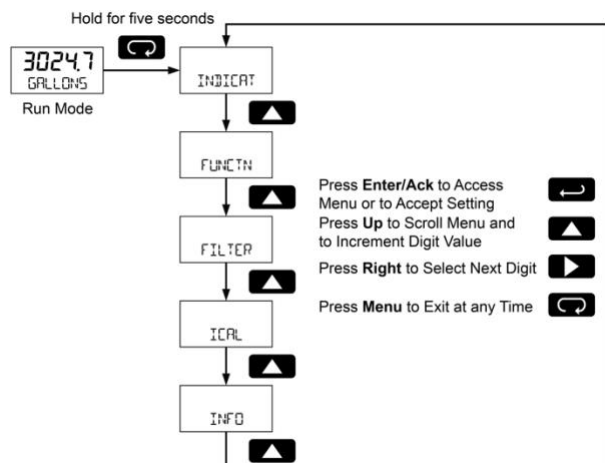 Hold for five seconds
3024.7
GALLONS
Run Mode
INDICAT
FUNCTN
FILTER
ICAL
INFO
Press Enter/Ack to Access
Menu or to Accept Setting
Press Up to Scroll Menu and
to Increment Digit Value
Press Right to Select Next Digit
Press Menu to Exit at any Time